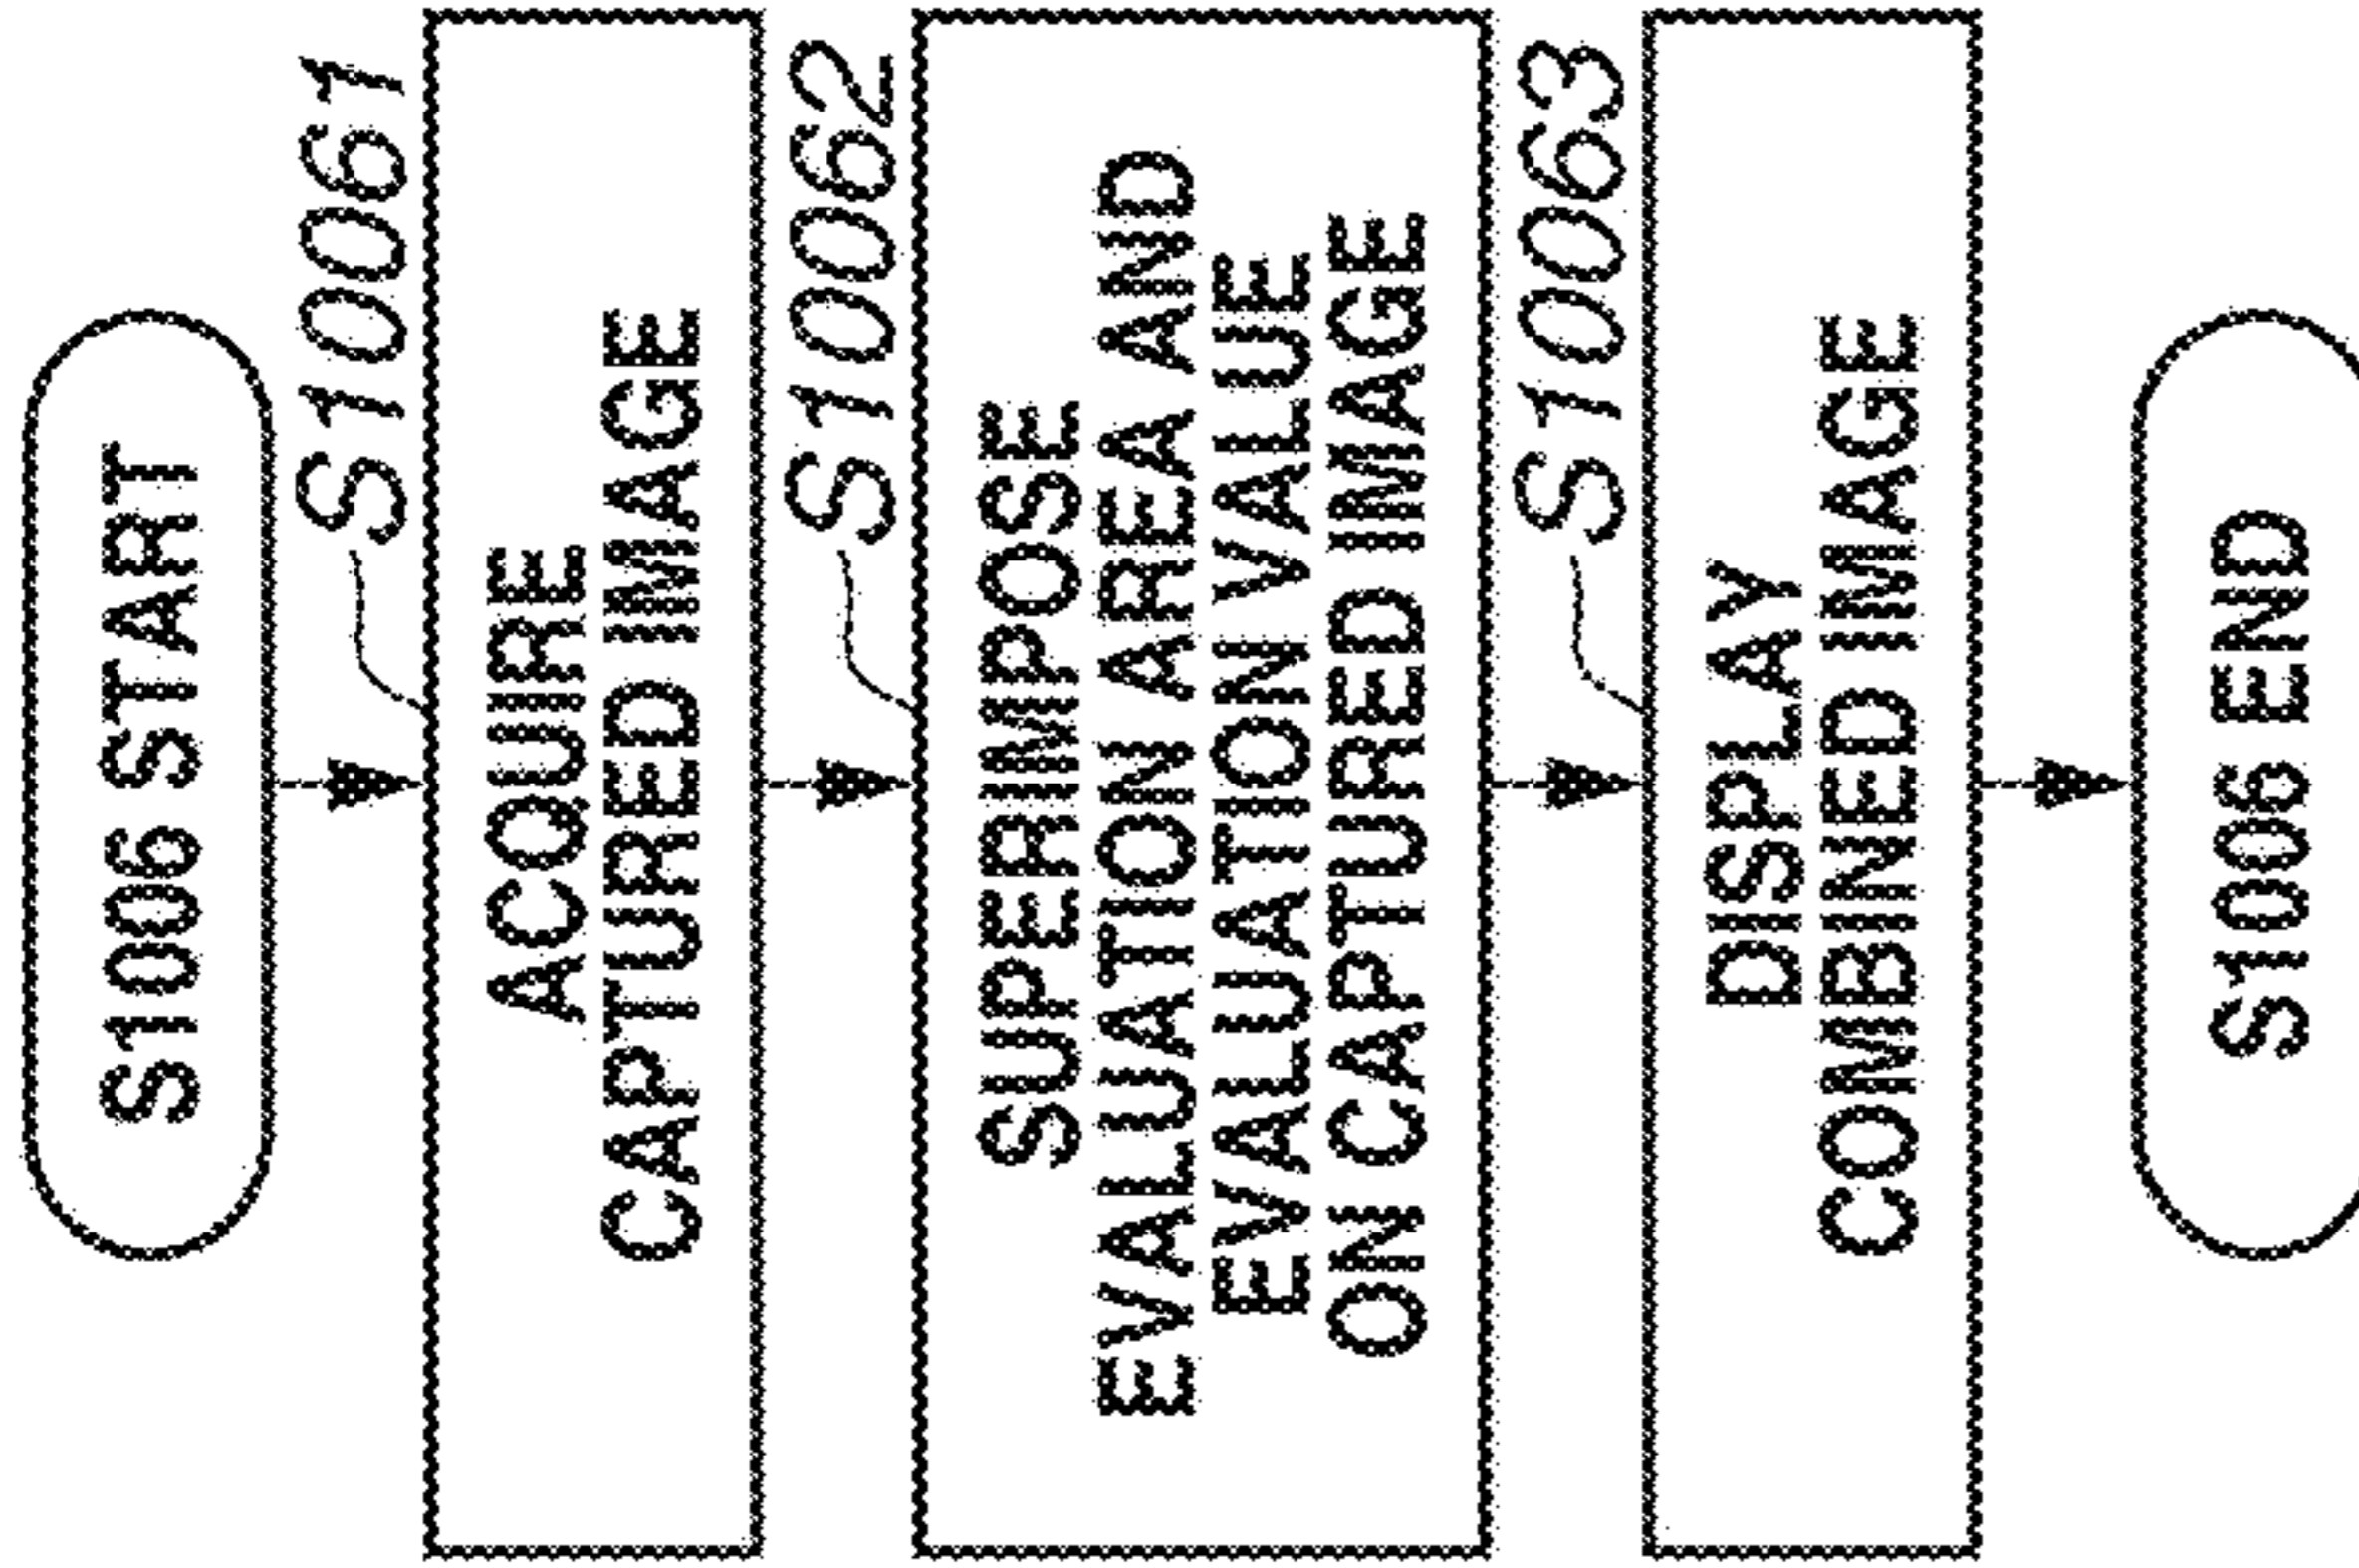 S1006 START
S10061
ACQUIRE
CAPTURED IMAGE
S10062
SUPERIMPOSE
EVALUATION AREA AND
EVALUATION VALUE
ON CAPTURED IMAGE
S10063
DISPLAY
COMBINED IMAGE
S1006 END